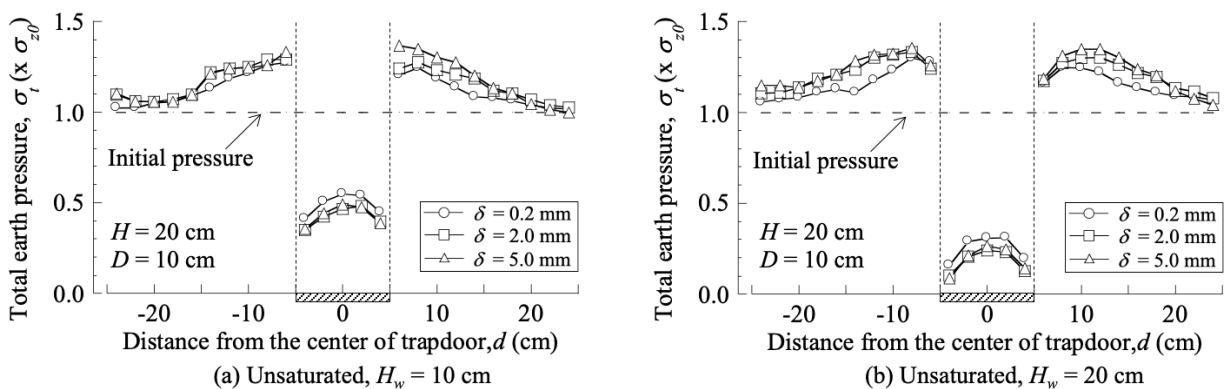 Total earth pressure, σt (x σz0)
1.5
1.0
0.5
0.0
Initial pressure
H = 20 cm
D = 10 cm
δ = 0.2 mm
δ = 2.0 mm
δ = 5.0 mm
-20 -10 0 10 20
Distance from the center of trapdoor,d (cm)
(a) Unsaturated, Hw = 10 cm
Total earth pressure, σt (x σz0)
1.5
1.0
0.5
0.0
Initial pressure
H = 20 cm
D = 10 cm
δ = 0.2 mm
δ = 2.0 mm
δ = 5.0 mm
-20 -10 0 10 20
Distance from the center of trapdoor,d (cm)
(b) Unsaturated, Hw = 20 cm